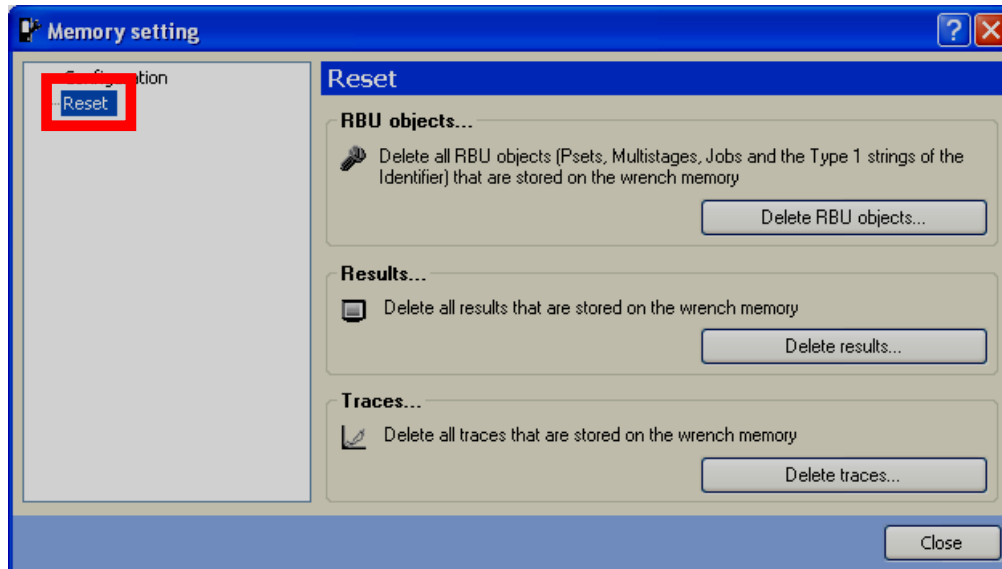 Memory setting
Reset
Reset
RBU objects...
Delete all RBU objects (Psets, Multistages, Jobs and the Type 1 strings of the
Identifier) that are stored on the wrench memory
Delete RBU objects...
Results...
Delete all results that are stored on the wrench memory
Delete results...
Traces...
Delete all traces that are stored on the wrench memory
Delete traces...
Close